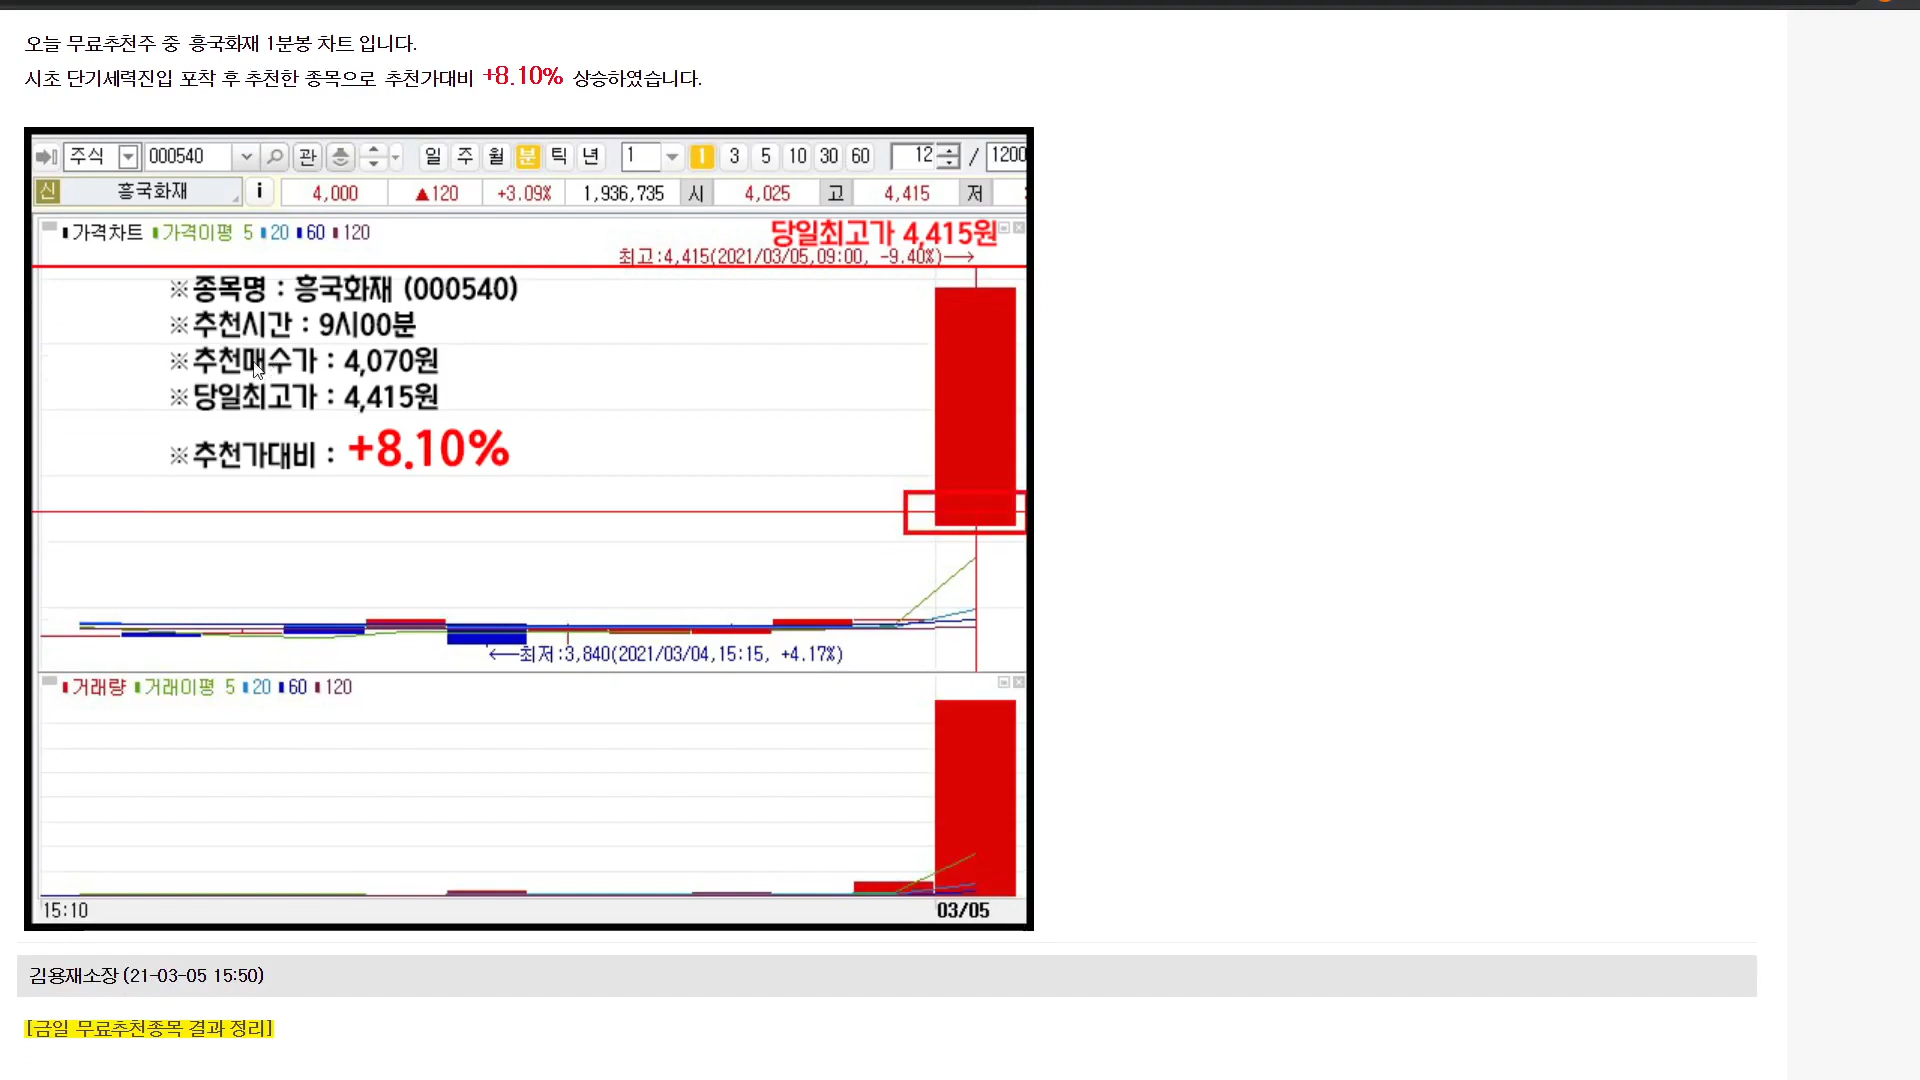 오늘 무료추천주 중 흥국화재 1분봉 차트 입니다.
시초 단기세력진입 포착 후 추천한 종목으로 추천가대비 +8.10% 상승하였습니다.
주식 000540 관 일 주 월 분 틱 년 1 1 3 5 10 30 60 12 / 1200
신 흥국화재 i 4,000 ▲120 +3.09% 1,936,735 시 4,025 고 4,415 저
가격차트 가격이평 5 20 60 120
당일최고가 4,415원
최고:4,415(2021/03/05,09:00, -9.40%)→
※종목명 : 흥국화재 (000540)
※추천시간 : 9시00분
※추천매수가 : 4,070원
※당일최고가 : 4,415원
※추천가대비 : +8.10%
←최저:3,840(2021/03/04,15:15, +4.17%)
거래량 거래이평 5 20 60 120
15:10 03/05
김용재소장 (21-03-05 15:50)
[금일 무료추천종목 결과 정리]